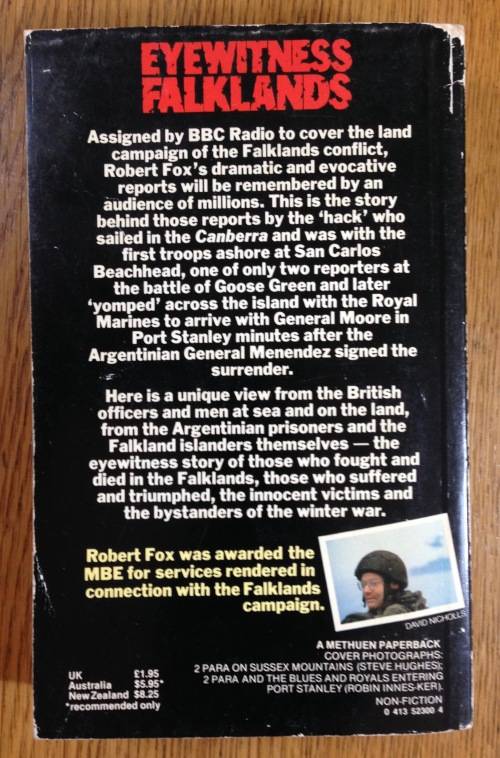 EYEWITNESS
FALKLANDS
Assigned by BBC Radio to cover the land
campaign of the Falklands conflict,
Robert Fox's dramatic and evocative
reports will be remembered by an
audience of millions. This is the story
behind those reports by the 'hack' who
sailed in the Canberra and was with the
first troops ashore at San Carlos
Beachhead, one of only two reporters at
the battle of Goose Green and later
'yomped' across the island with the Royal
Marines to arrive with General Moore in
Port Stanley minutes after the
Argentinian General Menendez signed the
surrender.
Here is a unique view from the British
officers and men at sea and on the land,
from the Argentinian prisoners and the
Falkland islanders themselves — the
eyewitness story of those who fought and
died in the Falklands, those who suffered
and triumphed, the innocent victims and
the bystanders of the winter war.
Robert Fox was awarded the
MBE for services rendered in
connection with the Falklands
campaign.
DAVID NICHOLLS
A METHUEN PAPERBACK
COVER PHOTOGRAPHS:
2 PARA ON SUSSEX MOUNTAINS (STEVE HUGHES);
2 PARA AND THE BLUES AND ROYALS ENTERING
PORT STANLEY (ROBIN INNES-KER).
UK £1.95
Australia $5.95*
New Zealand $8.25
*recommended only
NON-FICTION
0 413 52300 4